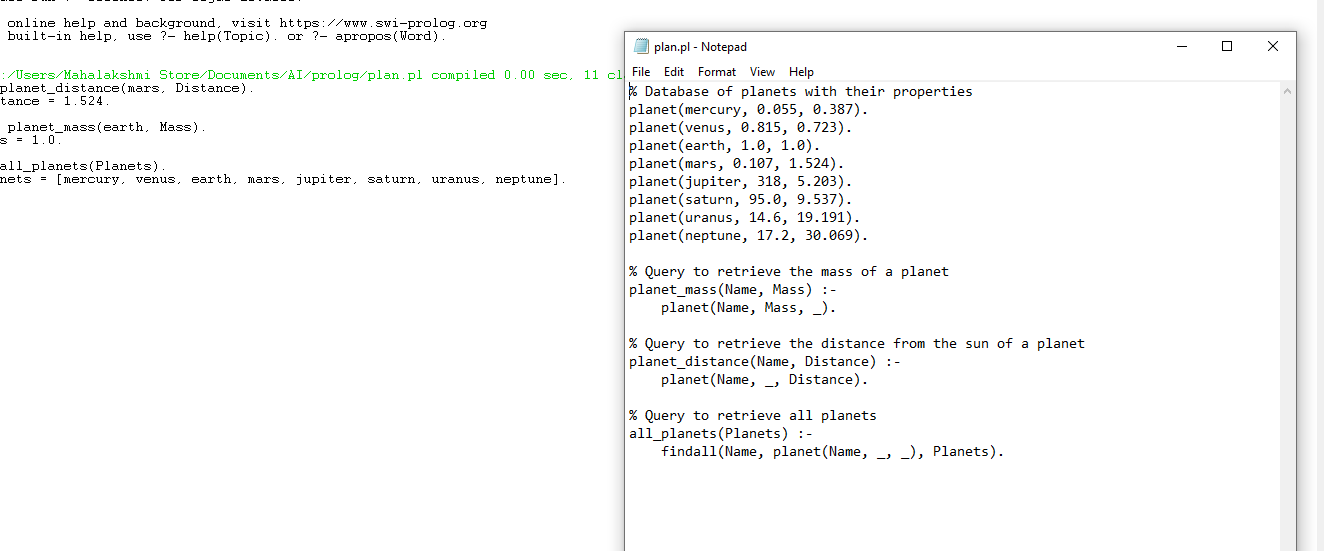 online help and background, visit https://www.swi-prolog.org
built-in help, use ?- help(Topic). or ?- apropos(Word).
:/Users/Mahalakshmi Store/Documents/AI/prolog/plan.pl compiled 0.00 sec, 11 cl
planet_distance(mars, Distance).
tance = 1.524.
planet_mass(earth, Mass).
s = 1.0.
all_planets(Planets).
nets = [mercury, venus, earth, mars, jupiter, saturn, uranus, neptune].
plan.pl - Notepad
File Edit Format View Help
% Database of planets with their properties
planet(mercury, 0.055, 0.387).
planet(venus, 0.815, 0.723).
planet(earth, 1.0, 1.0).
planet(mars, 0.107, 1.524).
planet(jupiter, 318, 5.203).
planet(saturn, 95.0, 9.537).
planet(uranus, 14.6, 19.191).
planet(neptune, 17.2, 30.069).
% Query to retrieve the mass of a planet
planet_mass(Name, Mass) :-
    planet(Name, Mass, _).
% Query to retrieve the distance from the sun of a planet
planet_distance(Name, Distance) :-
    planet(Name, _, Distance).
% Query to retrieve all planets
all_planets(Planets) :-
    findall(Name, planet(Name, _, _), Planets).